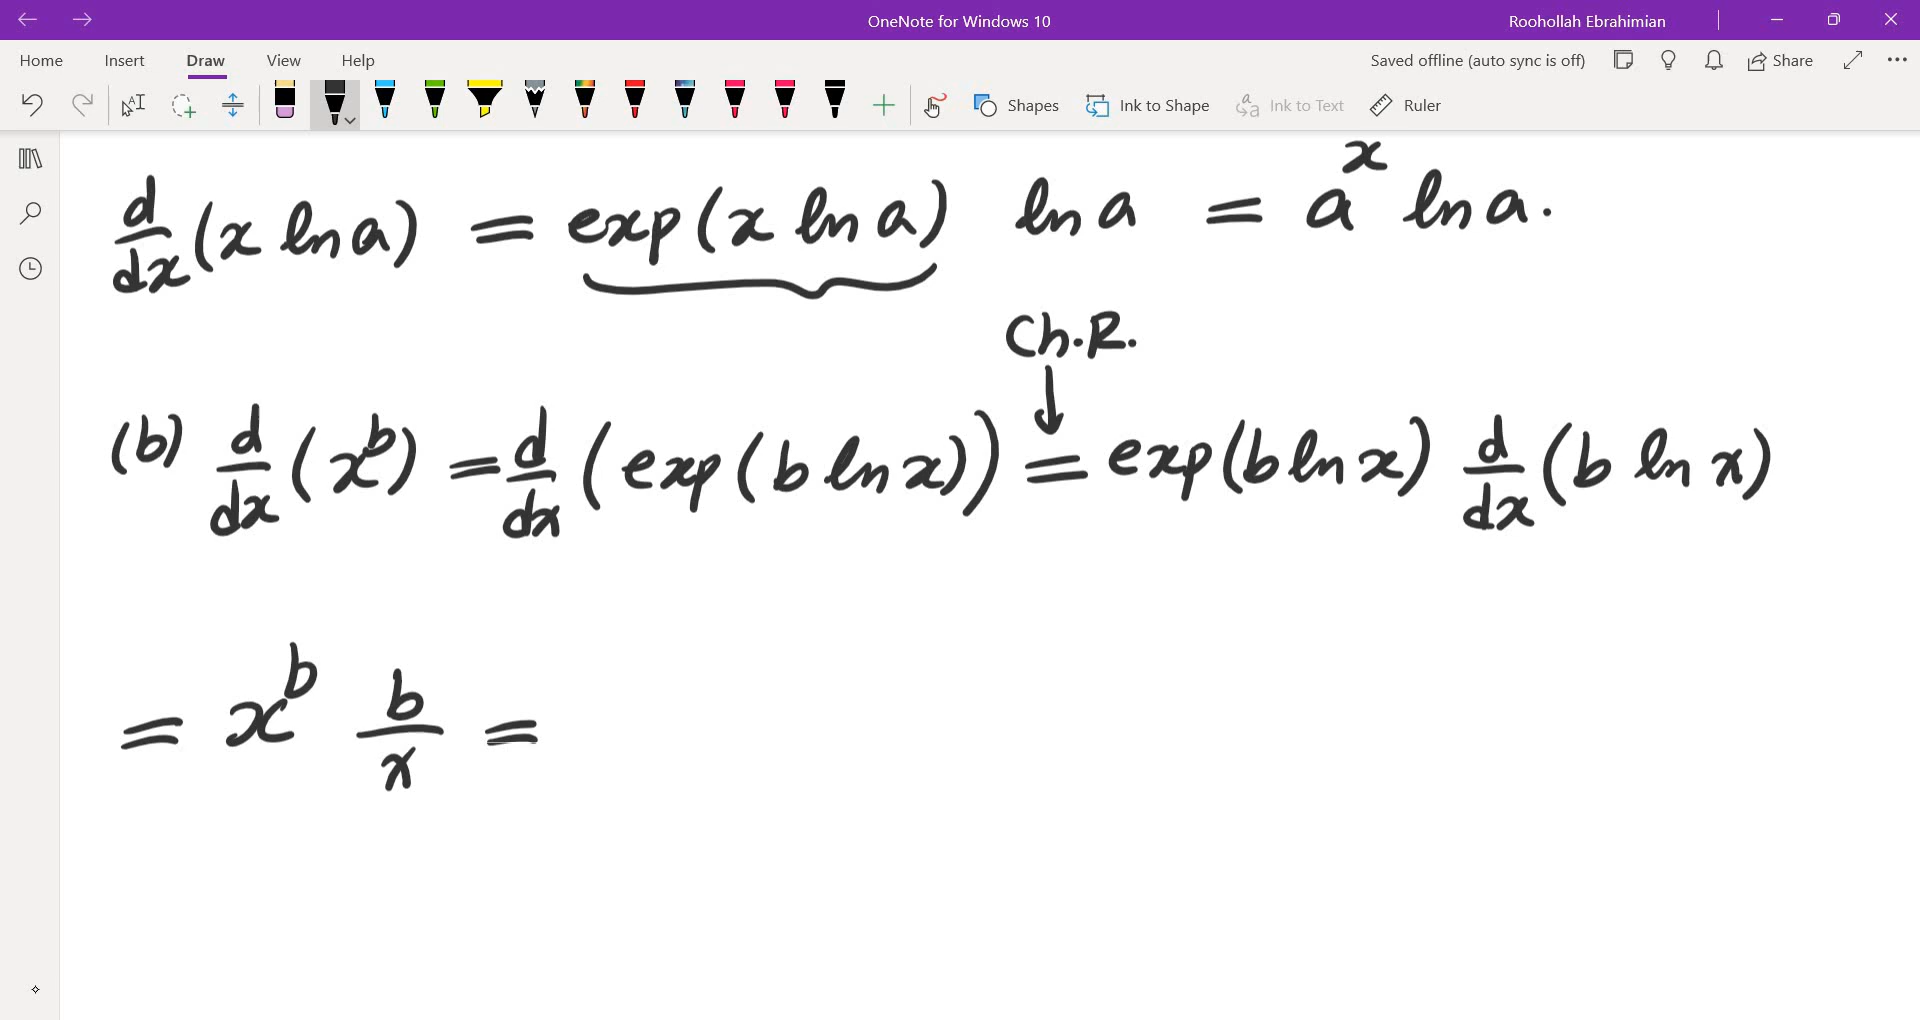 OneNote for Windows 10 Roohollah Ebrahimian
Home Insert Draw View Help Saved offline (auto sync is off) Share
Shapes Ink to Shape Ink to Text Ruler
d/dx (x ln a) = exp(x ln a) ln a = a^x ln a.
Ch.R.
(b) d/dx (x^b) = d/dx (exp(b ln x)) = exp(b ln x) d/dx (b ln x)
= x^b b/x =